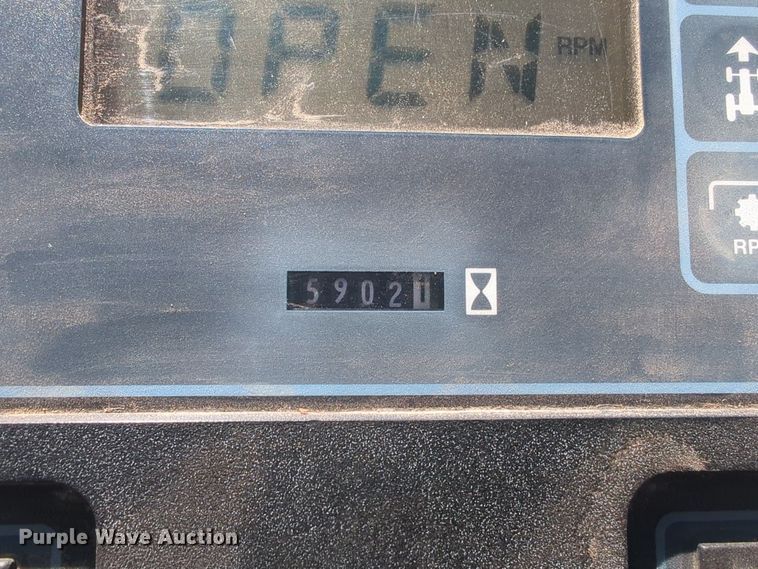 OPEN RPM
RP
59021
Purple Wave Auction